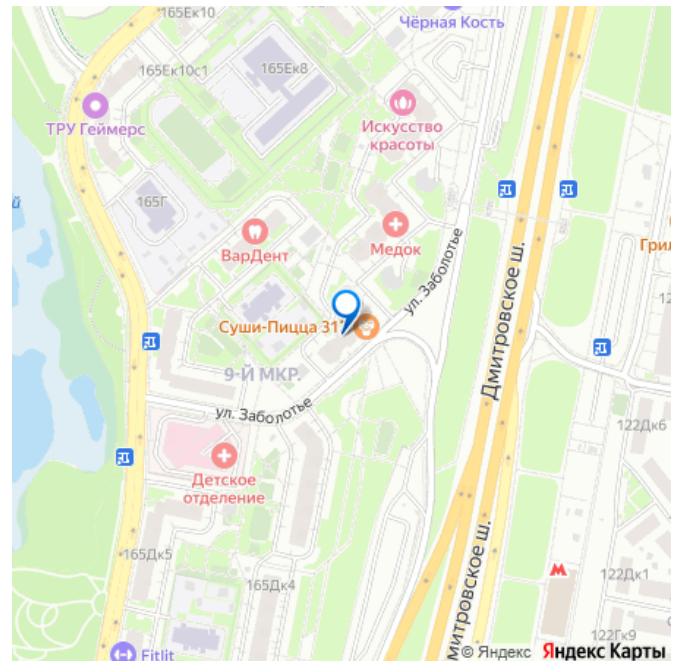 165Ек10
Чёрная Кость
165Ек10с1
165Ек8
ТРУ Геймерс
Искусство
красоты
165Г
ВарДент
Медок
Грил
ул. Заболотье
Суши-Пицца 31
Дмитровское ш.
9-Й МКР.
ул. Заболотье
122Дк6
Детское
отделение
165Дк5
165Дк4
М
122Дк1
митровское ш.
122Гк9
Fitlit
© Яндекс Яндекс Карты